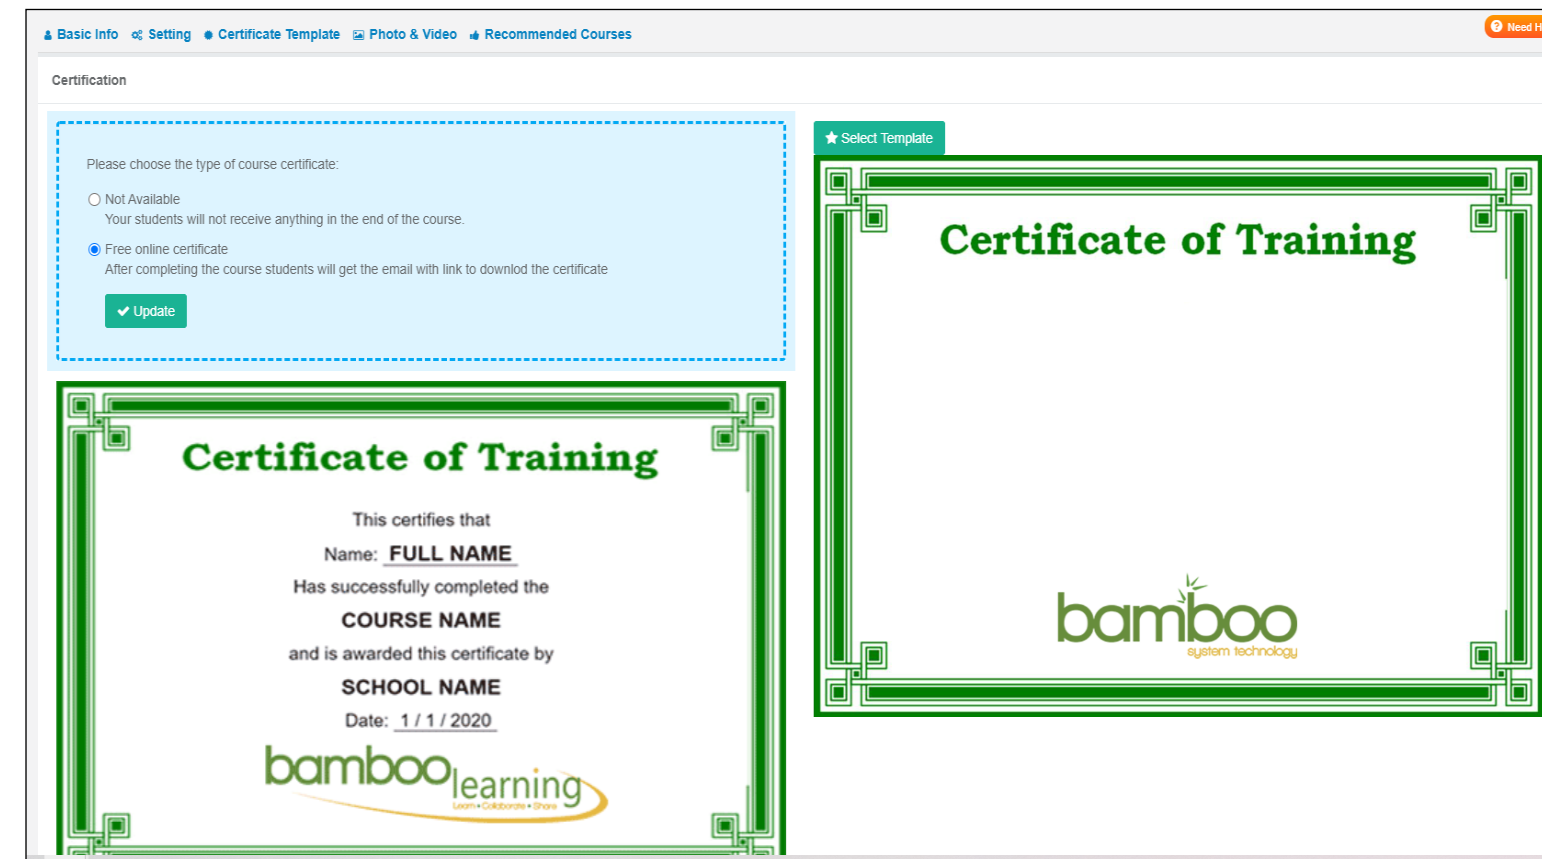 Basic Info Setting Certificate Template Photo & Video Recommended Courses
Need H
Certification
Please choose the type of course certificate:
Not Available
Your students will not receive anything in the end of the course.
Free online certificate
After completing the course students will get the email with link to downlod the certificate
Update
Certificate of Training
This certifies that
Name: FULL NAME
Has successfully completed the
COURSE NAME
and is awarded this certificate by
SCHOOL NAME
Date: 1 / 1 / 2020
bamboo learning
Learn • Collaborate • Share
Select Template
Certificate of Training
bamboo
system technology